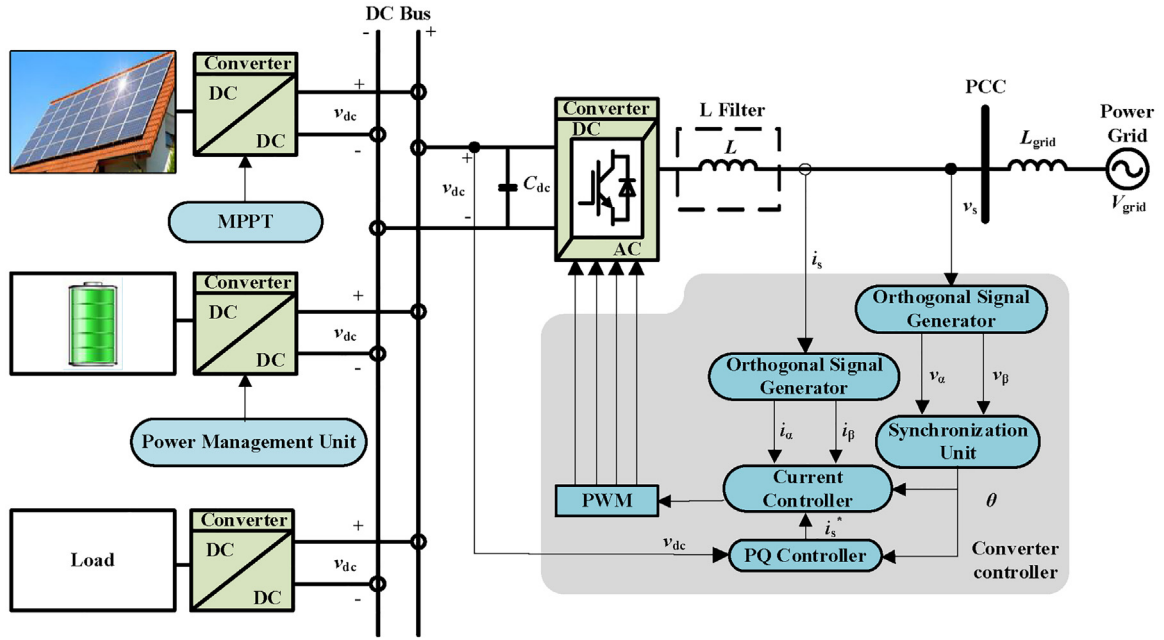 DC Bus
-
+
Converter
DC
DC
+
v_dc
-
MPPT
Converter
DC
DC
+
v_dc
-
Power Management Unit
Load
Converter
DC
DC
+
v_dc
-
+
v_dc
-
C_dc
Converter
DC
AC
L Filter
L
PCC
L_grid
Power
Grid
V_grid
v_s
i_s
Orthogonal Signal
Generator
v_α
v_β
Orthogonal Signal
Generator
i_α
i_β
Synchronization
Unit
Current
Controller
θ
PWM
i_s*
v_dc
PQ Controller
Converter
controller